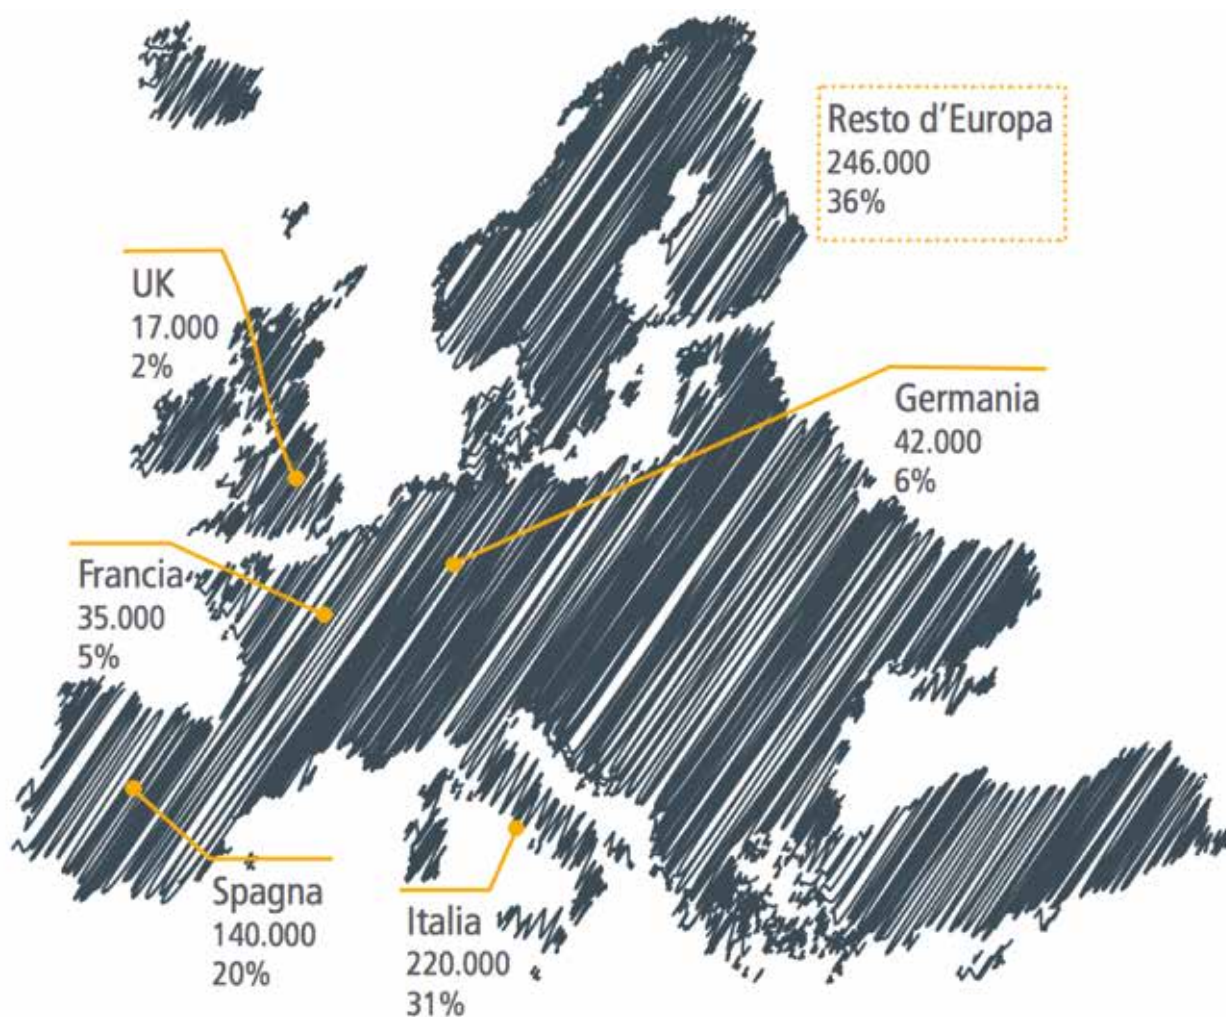 Resto d'Europa
246.000
36%
UK
17.000
2%
Germania
42.000
6%
Francia
35.000
5%
Spagna
140.000
20%
Italia
220.000
31%